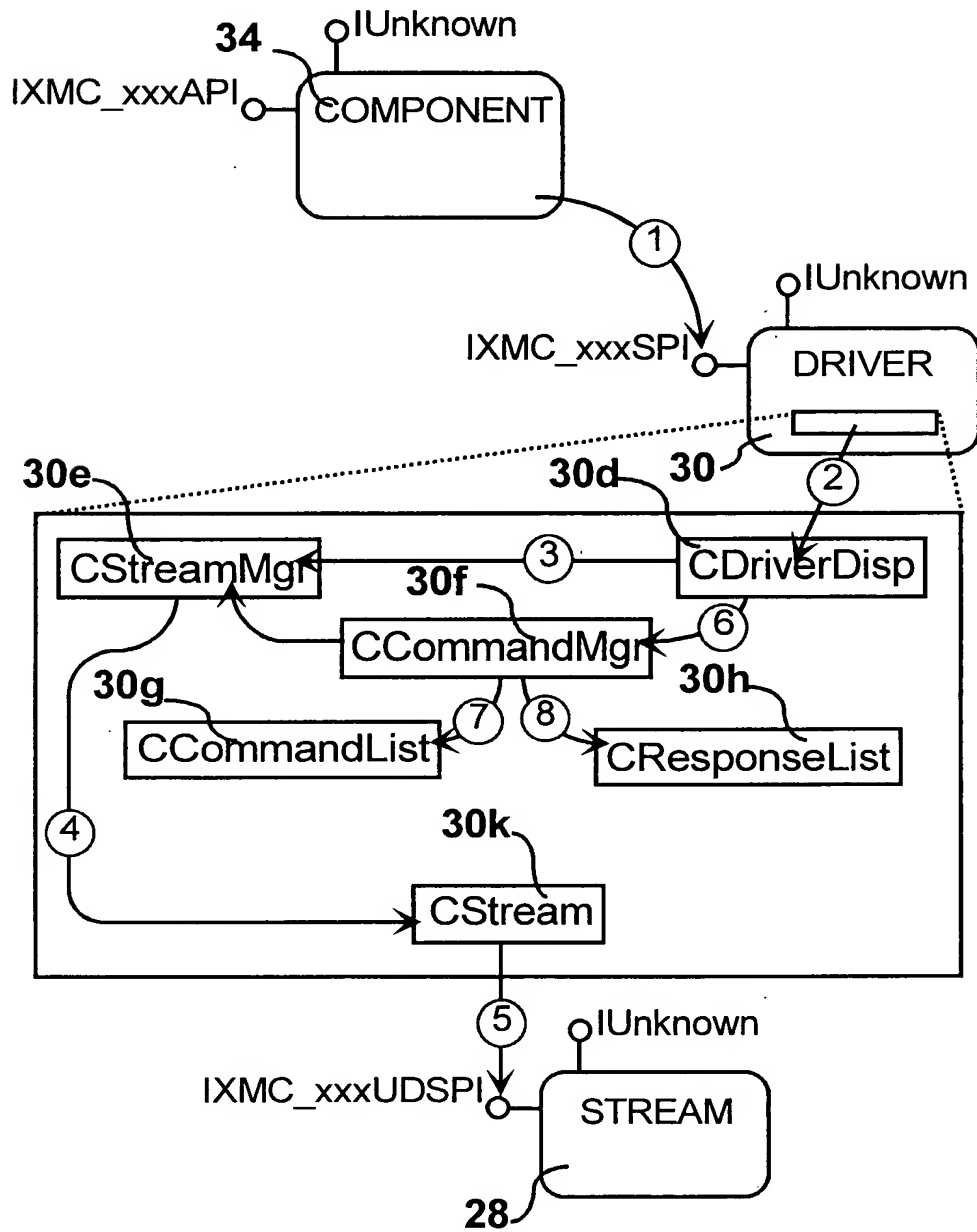 IUnknown
34
IXMC_xxxAPI
COMPONENT
1
IUnknown
IXMC_xxxSPI
DRIVER
30
2
30e
30d
CStreamMgr
3
CDriverDisp
30f
6
CCommandMgr
30g
7
8
30h
CCommandList
CResponseList
4
30k
CStream
5
IUnknown
IXMC_xxxUDSPI
STREAM
28